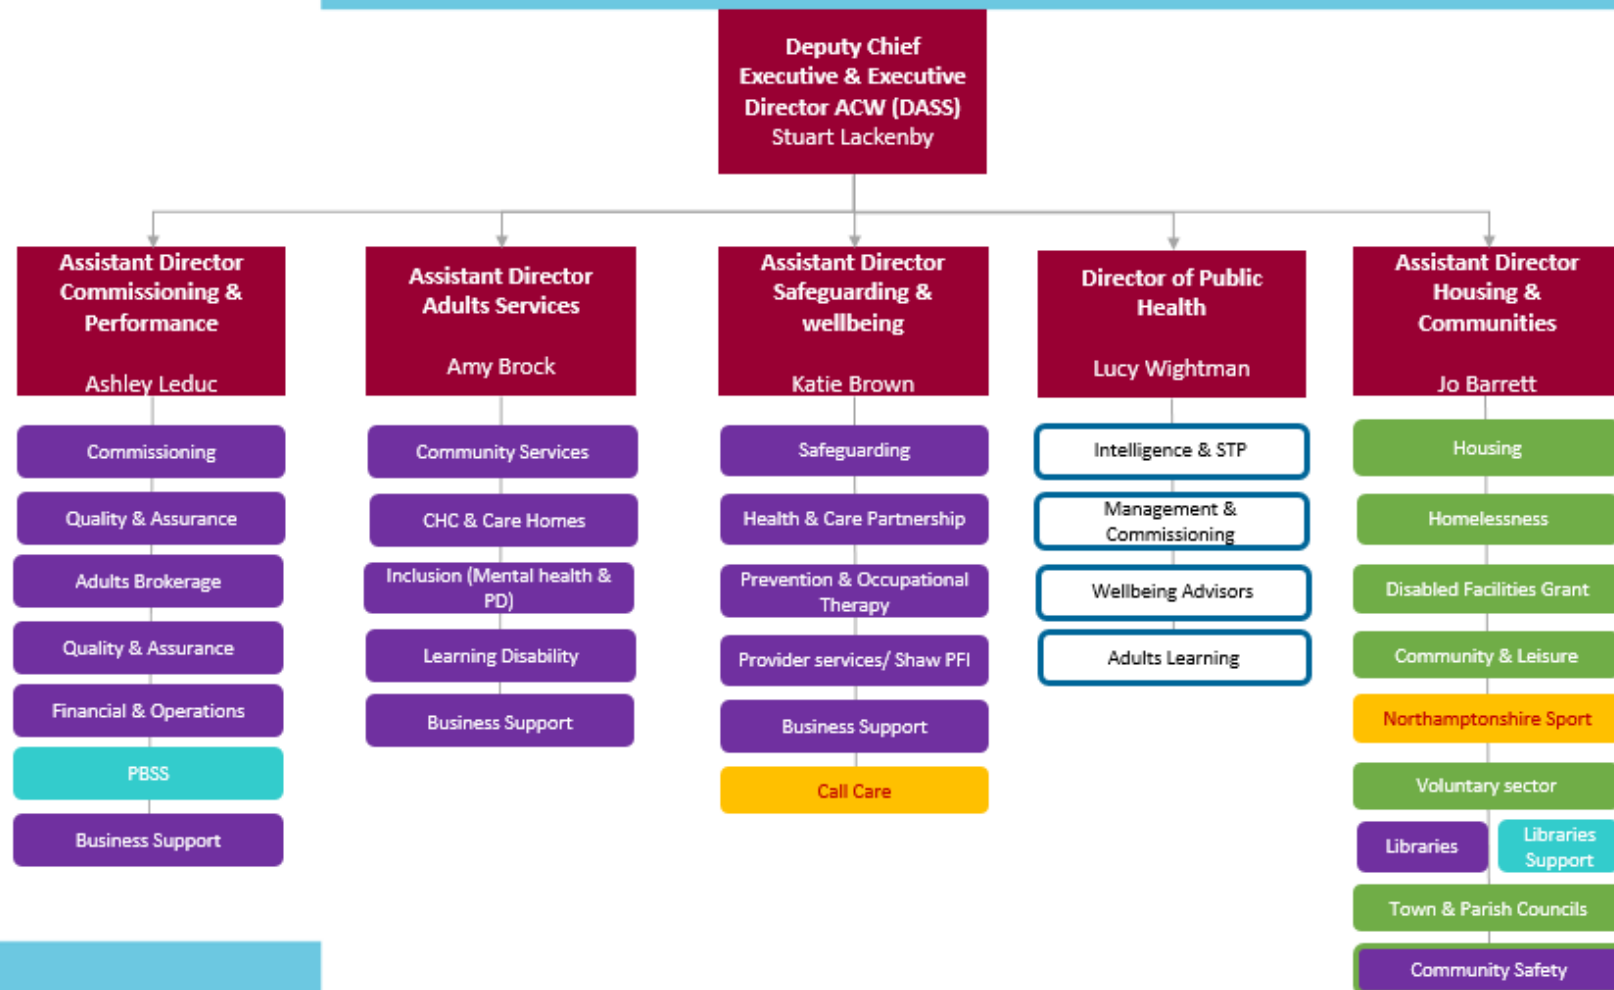 Deputy Chief
Executive & Executive
Director ACW (DASS)
Stuart Lackenby
Assistant Director
Commissioning &
Performance
Ashley Leduc
Commissioning
Quality & Assurance
Adults Brokerage
Quality & Assurance
Financial & Operations
PBSS
Business Support
Assistant Director
Adults Services
Amy Brock
Community Services
CHC & Care Homes
Inclusion (Mental health &
PD)
Learning Disability
Business Support
Assistant Director
Safeguarding &
wellbeing
Katie Brown
Safeguarding
Health & Care Partnership
Prevention & Occupational
Therapy
Provider services/ Shaw PFI
Business Support
Call Care
Director of Public
Health
Lucy Wightman
Intelligence & STP
Management &
Commissioning
Wellbeing Advisors
Adults Learning
Assistant Director
Housing &
Communities
Jo Barrett
Housing
Homelessness
Disabled Facilities Grant
Community & Leisure
Northamptonshire Sport
Voluntary sector
Libraries
Libraries
Support
Town & Parish Councils
Community Safety